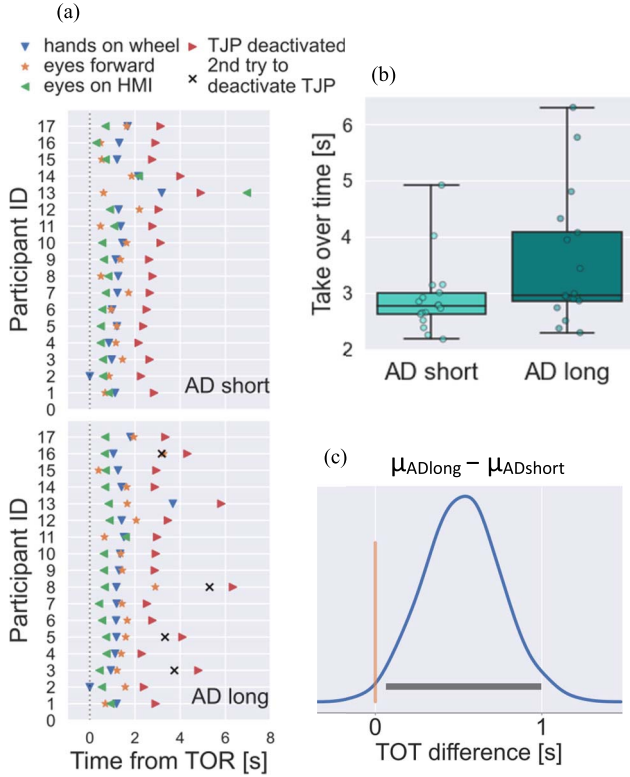 (a)
hands on wheel
TJP deactivated
eyes forward
2nd try to
deactivate TJP
eyes on HMI
17
16
15
14
13
12
11
10
9
8
7
6
5
4
3
2
1
0
Participant ID
AD short
17
16
15
14
13
12
11
10
9
8
7
6
5
4
3
2
1
0
Participant ID
AD long
0 2 4 6 8
Time from TOR [s]
(b)
6
5
4
3
2
Take over time [s]
AD short AD long
(c)
μADlong – μADshort
0 1
TOT difference [s]